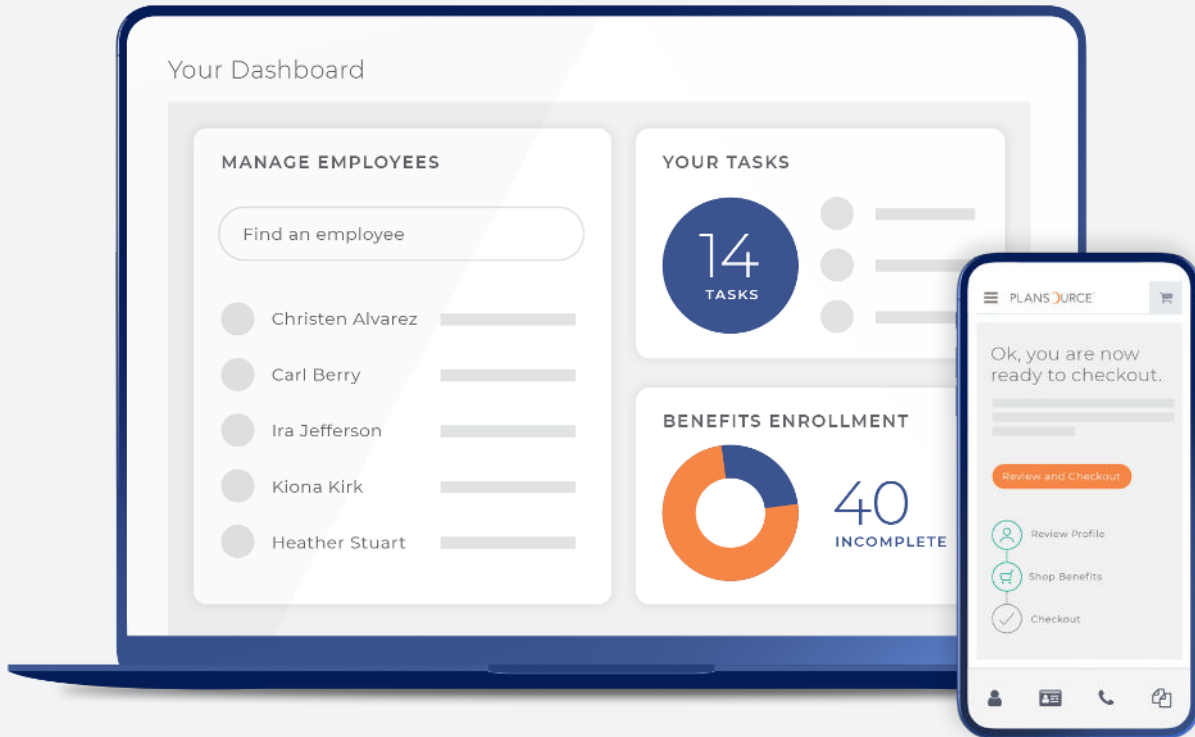 Your Dashboard
MANAGE EMPLOYEES
Find an employee
Christen Alvarez
Carl Berry
Ira Jefferson
Kiona Kirk
Heather Stuart
YOUR TASKS
14
TASKS
BENEFITS ENROLLMENT
40
INCOMPLETE
PLANSOURCE
Ok, you are now
ready to checkout.
Review and Checkout
Review Profile
Shop Benefits
Checkout